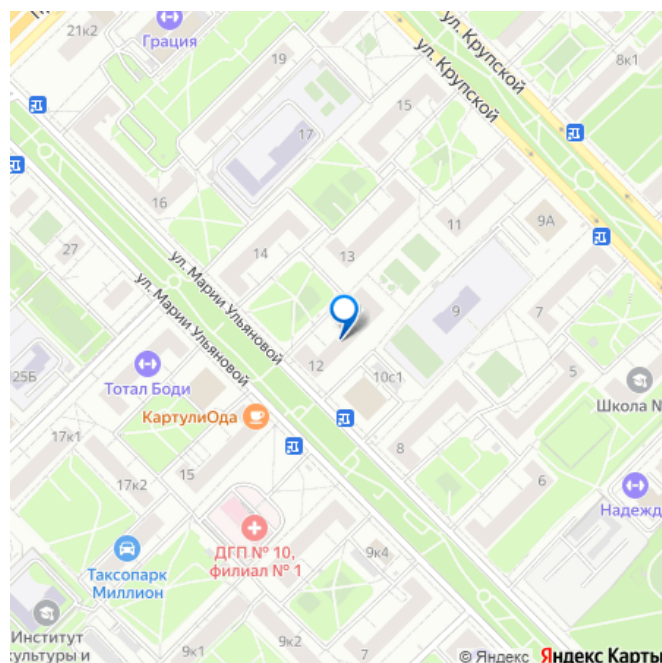 21к2
Грация
19
17
15
ул. Крупской
ул. Крупской
8к1
16
14
13
11
9А
27
ул. Марии Ульяновой
ул. Марии Ульяновой
9
7
12
10с1
5
25Б
Тотал Боди
КартулиОда
Школа №
17к1
15
8
17к2
6
Надежд
ДГП № 10,
филиал № 1
Таксопарк
Миллион
9к4
Институт
культуры и
9к2
9к1
7
© Яндекс Яндекс Карты